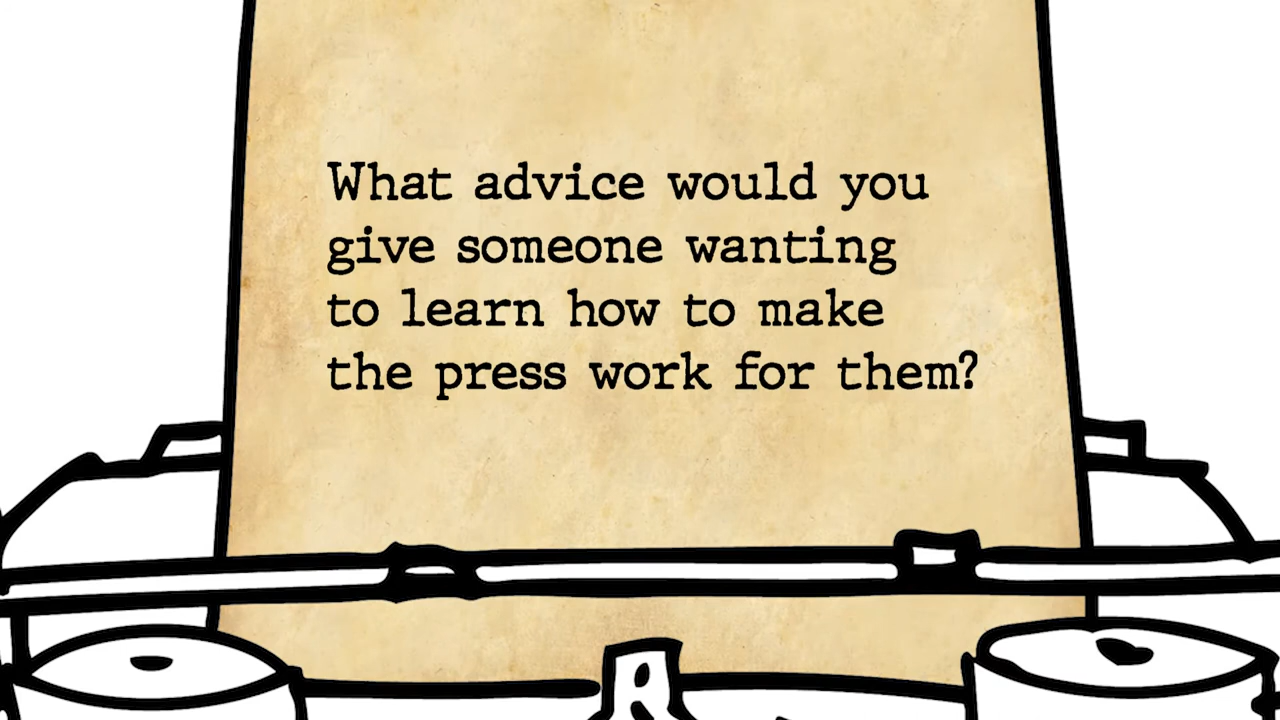 What advice would you
give someone wanting
to learn how to make
the press work for them?